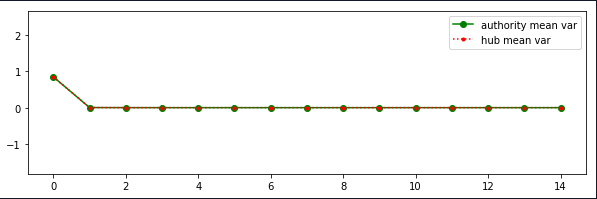 authority mean var
hub mean var
2
1
0
−1
0 2 4 6 8 10 12 14